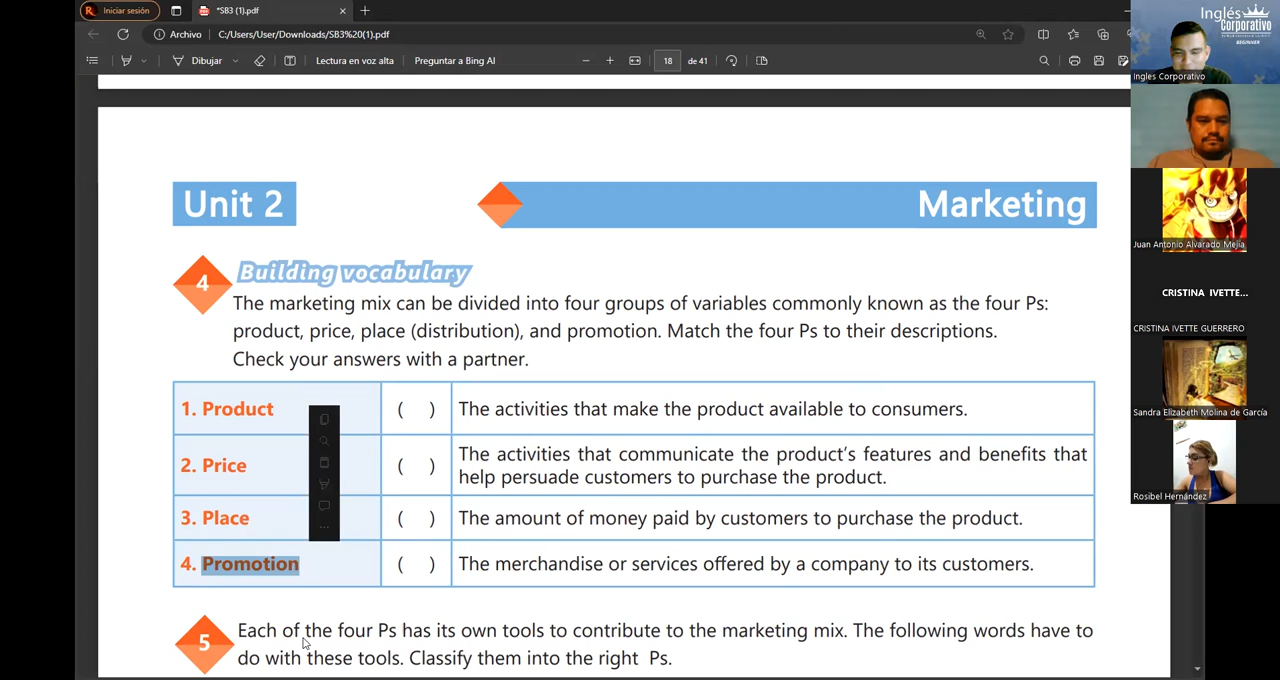 Iniciar sesión
*SB3 (1).pdf
Archivo
C:/Users/User/Downloads/SB3%20(1).pdf
Dibujar
Lectura en voz alta
Preguntar a Bing AI
18
de 41
Unit 2
Marketing
4
Building vocabulary
The marketing mix can be divided into four groups of variables commonly known as the four Ps:
product, price, place (distribution), and promotion. Match the four Ps to their descriptions.
Check your answers with a partner.
1. Product ( ) The activities that make the product available to consumers.
2. Price ( ) The activities that communicate the product's features and benefits that
help persuade customers to purchase the product.
3. Place ( ) The amount of money paid by customers to purchase the product.
4. Promotion ( ) The merchandise or services offered by a company to its customers.
5
Each of the four Ps has its own tools to contribute to the marketing mix. The following words have to
do with these tools. Classify them into the right Ps.
Inglés
Corporativo
BEGINNER
Ingles Corporativo
Juan Antonio Alvarado Mejía
CRISTINA IVETTE...
CRISTINA IVETTE GUERRERO
Sandra Elizabeth Molina de García
Rosibel Hernández